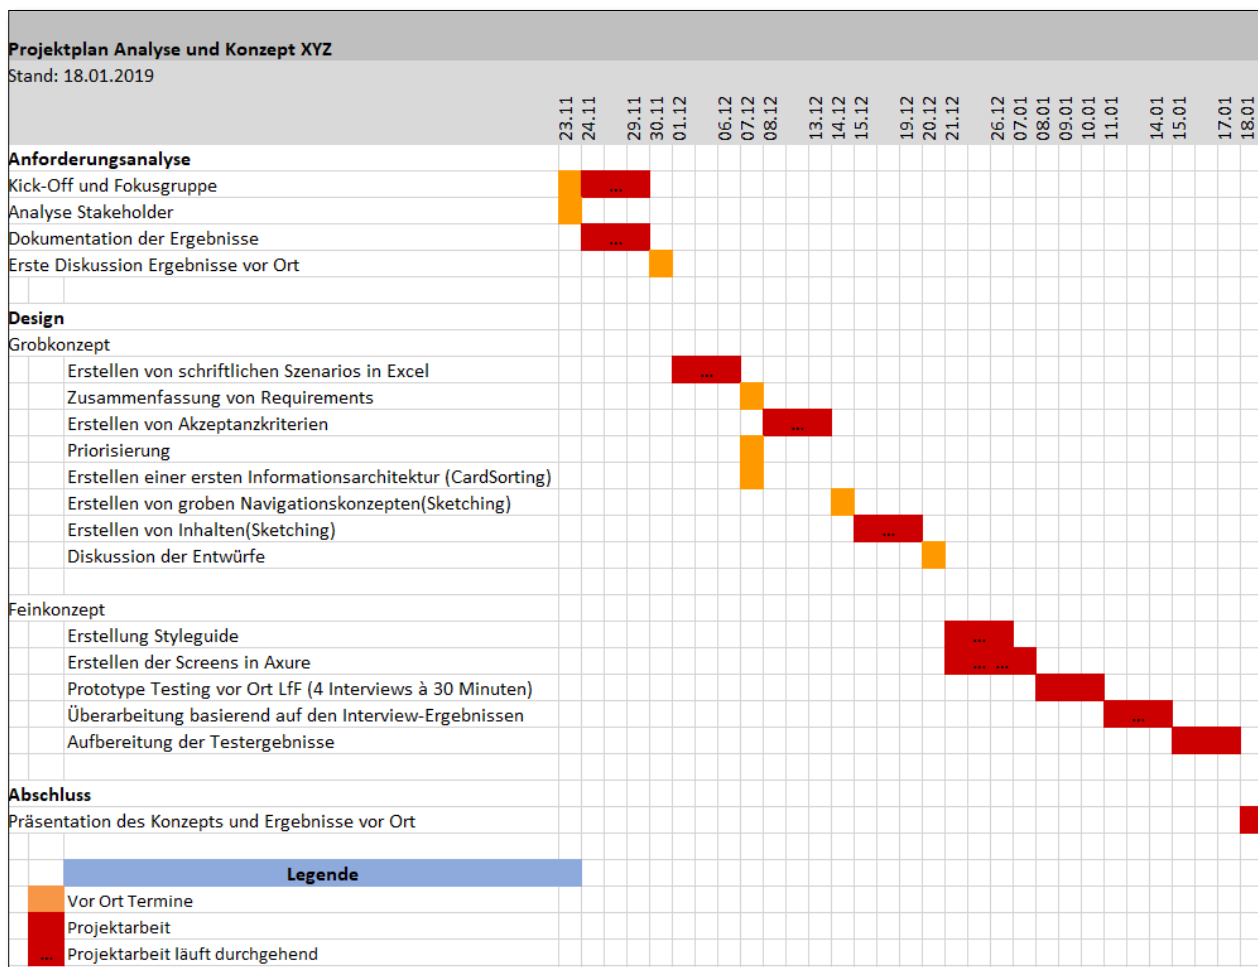 Projektplan Analyse und Konzept XYZ
Stand: 18.01.2019
23.11 24.11 29.11 30.11 01.12 06.12 07.12 08.12 13.12 14.12 15.12 19.12 20.12 21.12 26.12 07.01 08.01 09.01 10.01 11.01 14.01 15.01 17.01 18.01
Anforderungsanalyse
Kick-Off und Fokusgruppe ...
Analyse Stakeholder
Dokumentation der Ergebnisse ...
Erste Diskussion Ergebnisse vor Ort
Design
Grobkonzept
Erstellen von schriftlichen Szenarios in Excel ...
Zusammenfassung von Requirements
Erstellen von Akzeptanzkriterien ...
Priorisierung
Erstellen einer ersten Informationsarchitektur (CardSorting)
Erstellen von groben Navigationskonzepten(Sketching)
Erstellen von Inhalten(Sketching) ...
Diskussion der Entwürfe
Feinkonzept
Erstellung Styleguide ...
Erstellen der Screens in Axure ... ...
Prototype Testing vor Ort LfF (4 Interviews à 30 Minuten)
Überarbeitung basierend auf den Interview-Ergebnissen ...
Aufbereitung der Testergebnisse
Abschluss
Präsentation des Konzepts und Ergebnisse vor Ort
Legende
Vor Ort Termine
Projektarbeit
... Projektarbeit läuft durchgehend